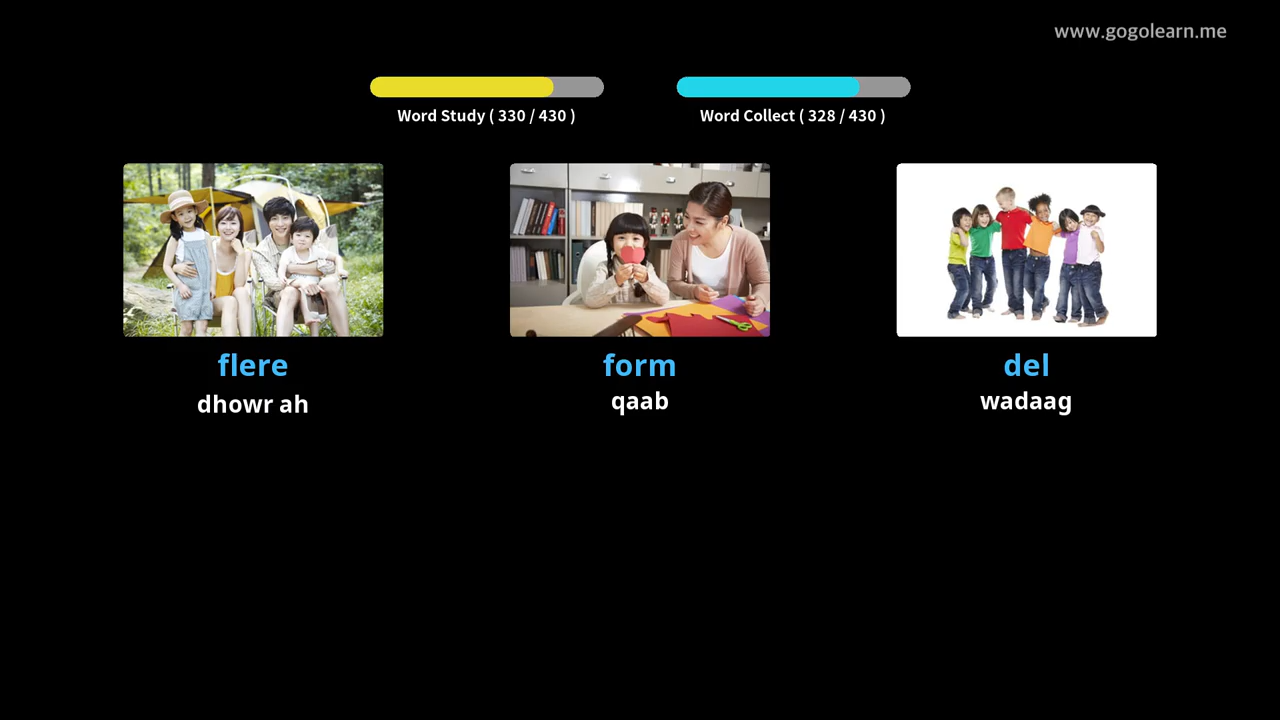 www.gogolearn.me
Word Study ( 330 / 430 )
Word Collect ( 328 / 430 )
flere
dhowr ah
form
qaab
del
wadaag